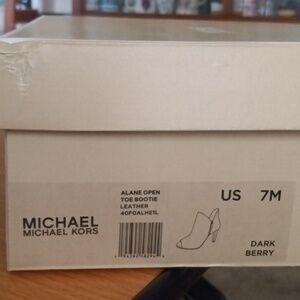 ALANE OPEN
TOE BOOTIE
LEATHER
40F0ALHE1L
US 7M
MICHAEL
MICHAEL KORS
DARK
BERRY